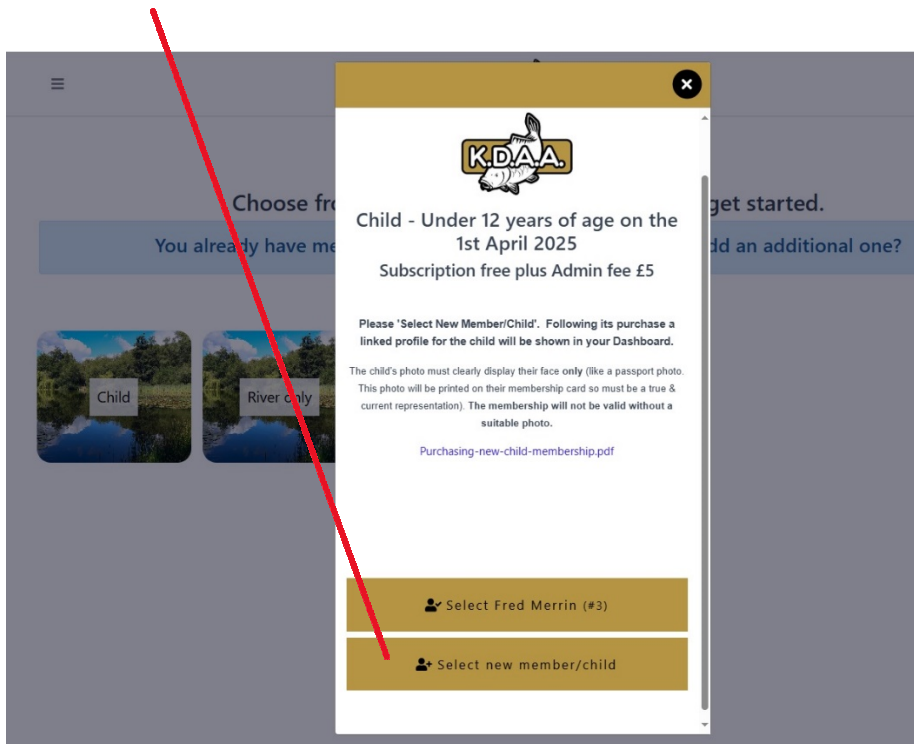 K.D.A.A.
Choose fro
get started.
You already have me
dd an additional one?
Child - Under 12 years of age on the
1st April 2025
Subscription free plus Admin fee £5
Please 'Select New Member/Child'. Following its purchase a
linked profile for the child will be shown in your Dashboard.
The child's photo must clearly display their face only (like a passport photo.
This photo will be printed on their membership card so must be a true &
current representation). The membership will not be valid without a
suitable photo.
Purchasing-new-child-membership.pdf
Child
River only
Select Fred Merrin (#3)
Select new member/child